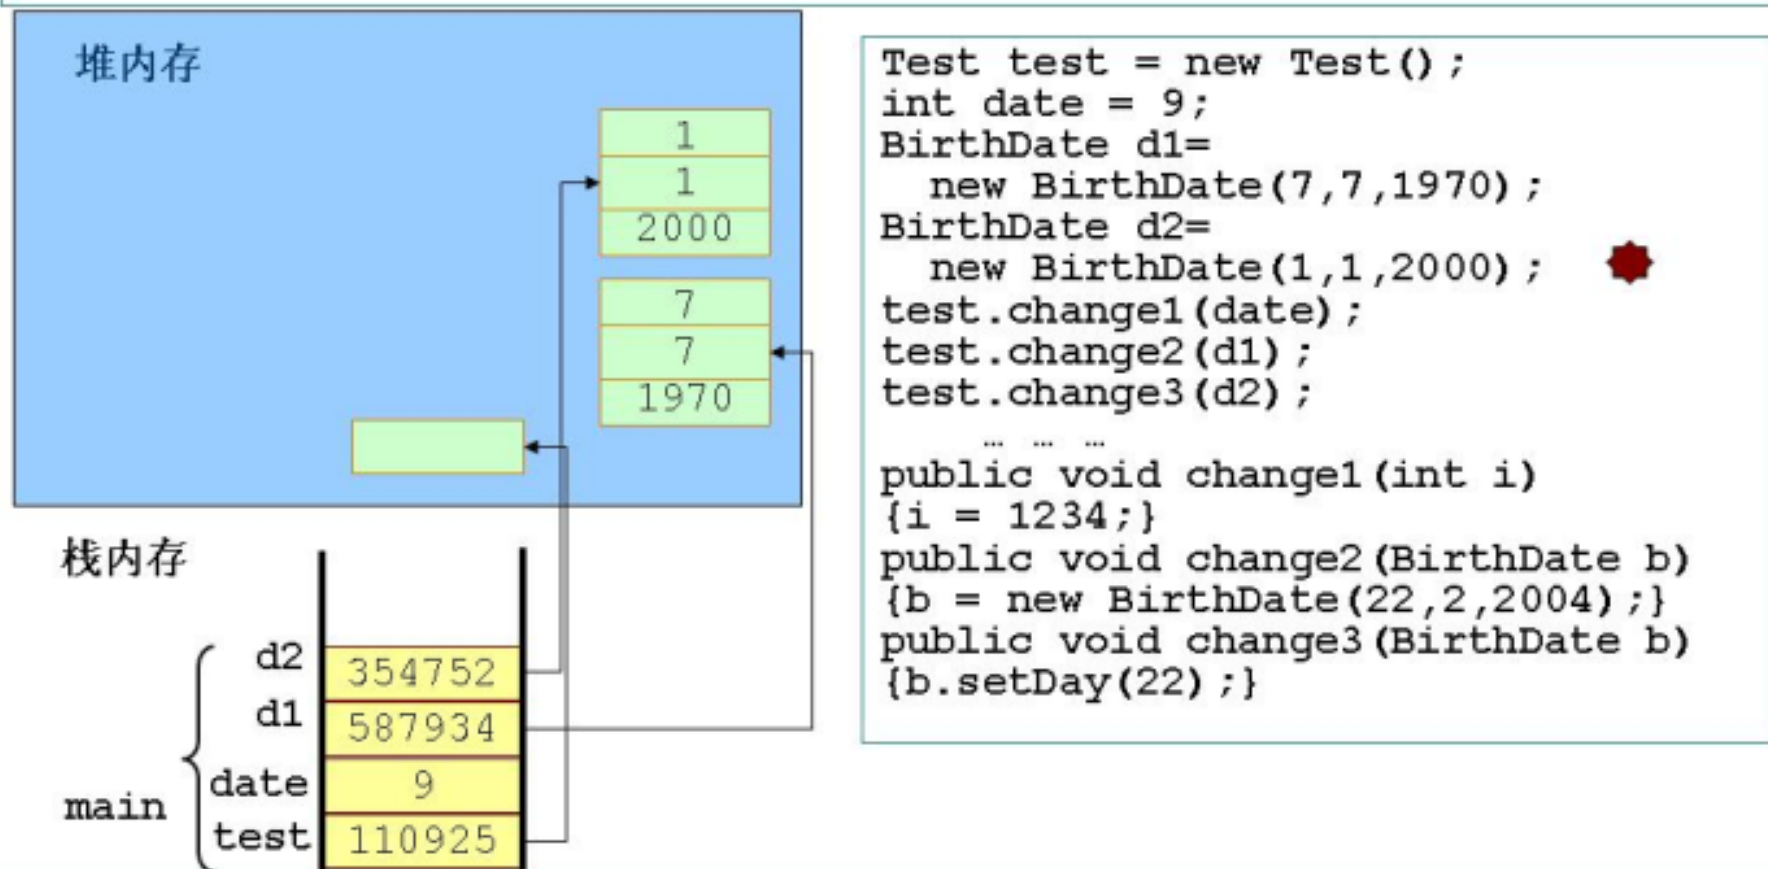 堆内存
1
1
2000
7
7
1970
栈内存
d2
354752
d1
587934
date
9
main
test
110925
Test test = new Test();
int date = 9;
BirthDate d1=
new BirthDate(7,7,1970);
BirthDate d2=
new BirthDate(1,1,2000);
test.change1(date);
test.change2(d1);
test.change3(d2);
… … …
public void change1(int i)
{i = 1234;}
public void change2(BirthDate b)
{b = new BirthDate(22,2,2004);}
public void change3(BirthDate b)
{b.setDay(22);}